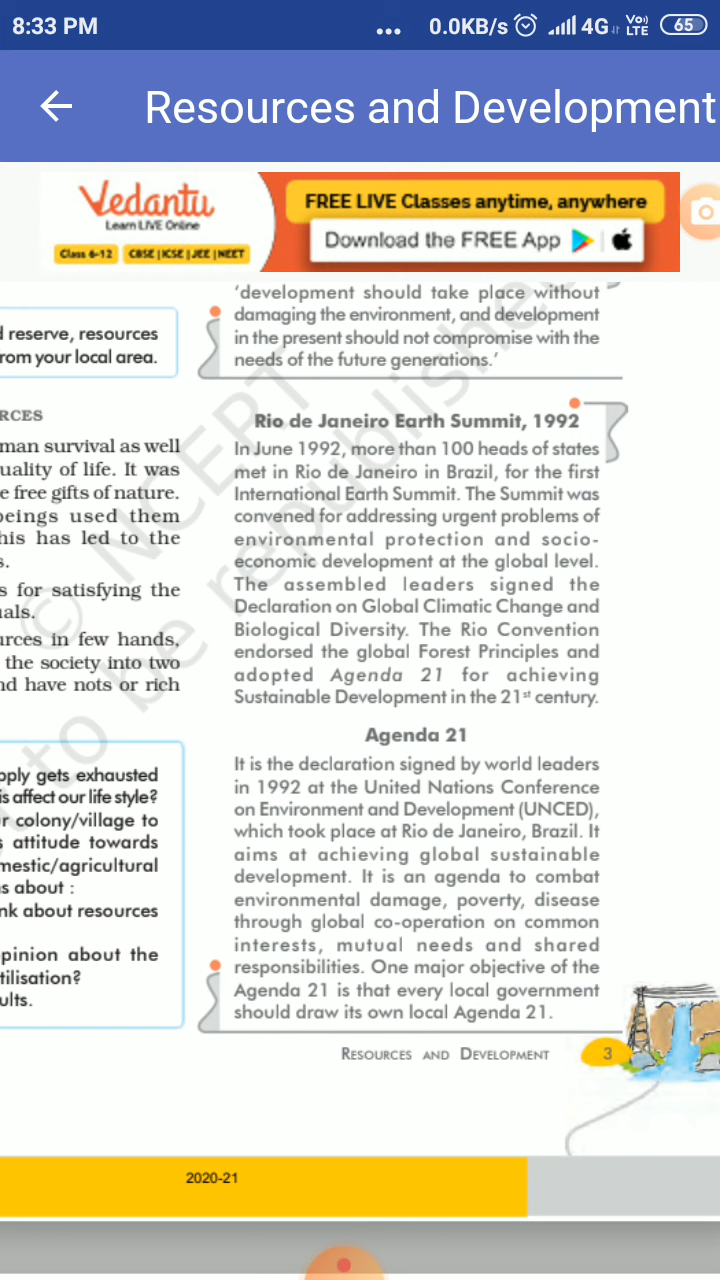 8:33 PM
... 0.0KB/s 4G Vo) LTE 65
Resources and Development
Vedantu
Learn LIVE Online
Class 6-12 CBSE | ICSE | JEE | NEET
FREE LIVE Classes anytime, anywhere
Download the FREE App
reserve, resources
rom your local area.
RCES
man survival as well
uality of life. It was
e free gifts of nature.
beings used them
his has led to the
s.
s for satisfying the
uals.
urces in few hands,
the society into two
nd have nots or rich
pply gets exhausted
is affect our life style?
r colony/village to
s attitude towards
mestic/agricultural
s about :
nk about resources
pinion about the
tilisation?
ults.
'development should take place without
damaging the environment, and development
in the present should not compromise with the
needs of the future generations.'
Rio de Janeiro Earth Summit, 1992
In June 1992, more than 100 heads of states
met in Rio de Janeiro in Brazil, for the first
International Earth Summit. The Summit was
convened for addressing urgent problems of
environmental protection and socio-
economic development at the global level.
The assembled leaders signed the
Declaration on Global Climatic Change and
Biological Diversity. The Rio Convention
endorsed the global Forest Principles and
adopted Agenda 21 for achieving
Sustainable Development in the 21st century.
Agenda 21
It is the declaration signed by world leaders
in 1992 at the United Nations Conference
on Environment and Development (UNCED),
which took place at Rio de Janeiro, Brazil. It
aims at achieving global sustainable
development. It is an agenda to combat
environmental damage, poverty, disease
through global co-operation on common
interests, mutual needs and shared
responsibilities. One major objective of the
Agenda 21 is that every local government
should draw its own local Agenda 21.
© NCERT
to be republished
RESOURCES AND DEVELOPMENT 3
2020-21